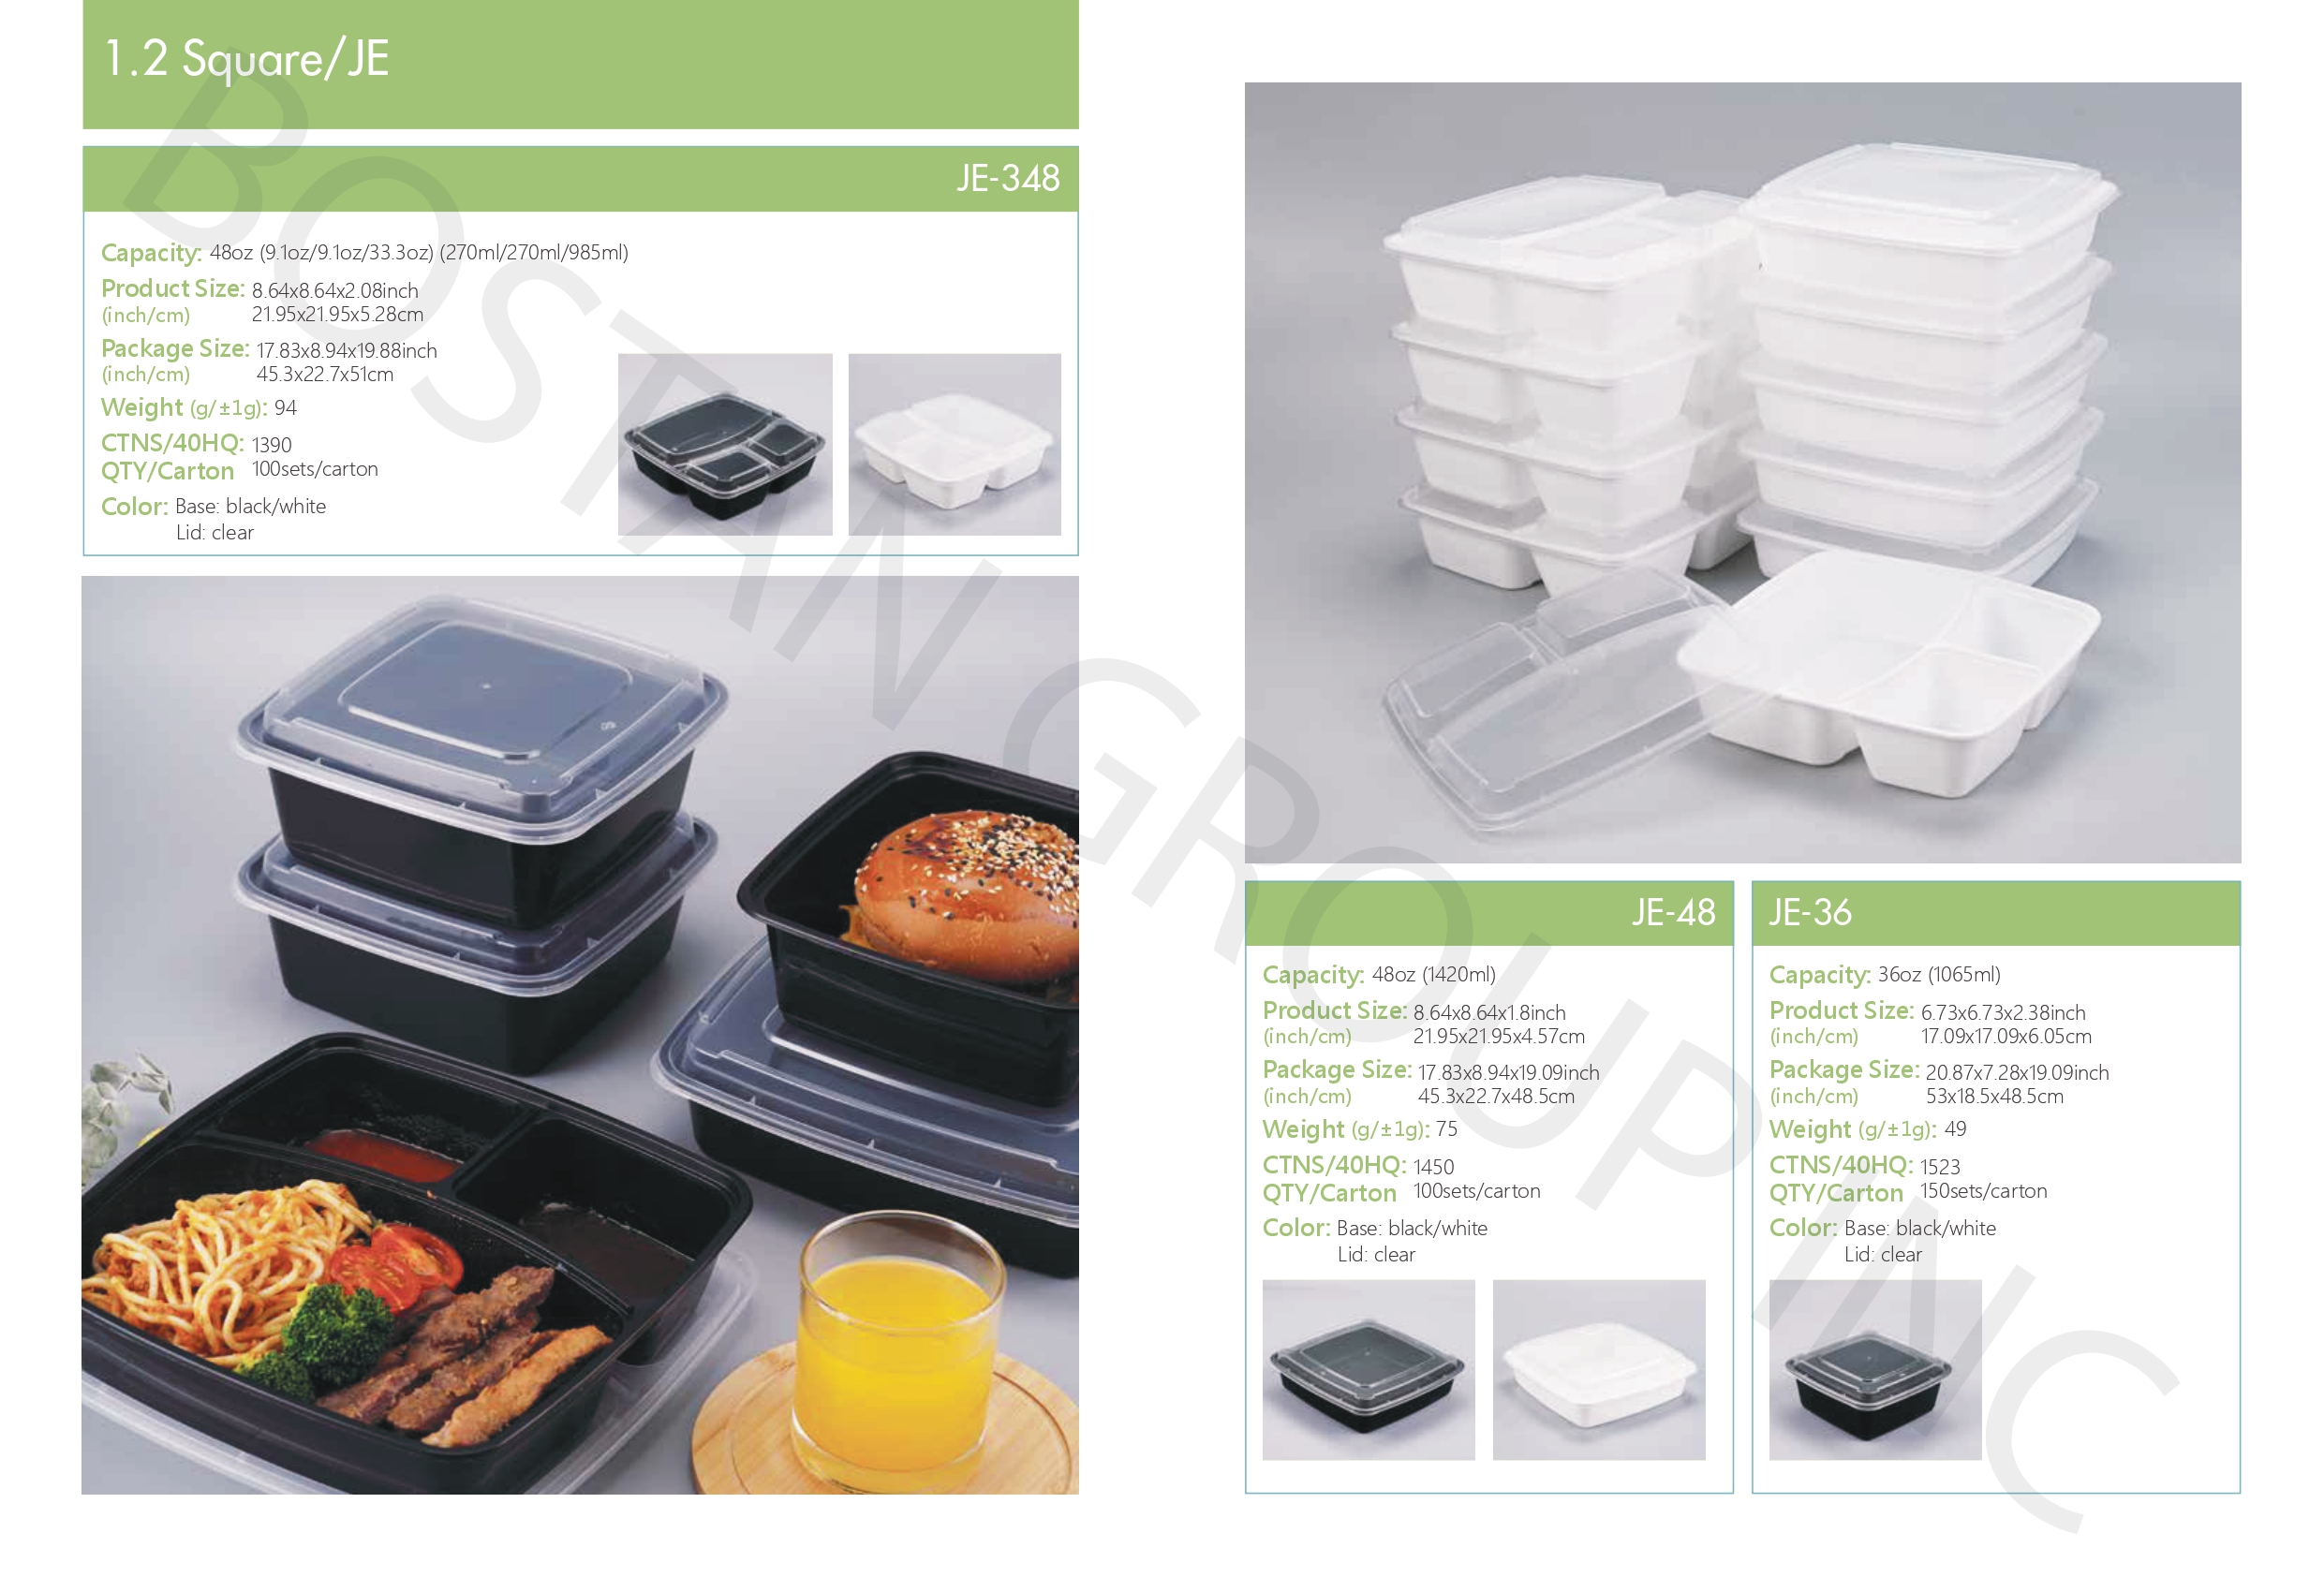 1.2 Square/JE
JE-348
Capacity: 48oz (9.1oz/9.1oz/33.3oz) (270ml/270ml/985ml)
Product Size: 8.64x8.64x2.08inch
(inch/cm) 21.95x21.95x5.28cm
Package Size: 17.83x8.94x19.88inch
(inch/cm) 45.3x22.7x51cm
Weight (g/±1g): 94
CTNS/40HQ: 1390
QTY/Carton 100sets/carton
Color: Base: black/white
Lid: clear
JE-48
Capacity: 48oz (1420ml)
Product Size: 8.64x8.64x1.8inch
(inch/cm) 21.95x21.95x4.57cm
Package Size: 17.83x8.94x19.09inch
(inch/cm) 45.3x22.7x48.5cm
Weight (g/±1g): 75
CTNS/40HQ: 1450
QTY/Carton 100sets/carton
Color: Base: black/white
Lid: clear
JE-36
Capacity: 36oz (1065ml)
Product Size: 6.73x6.73x2.38inch
(inch/cm) 17.09x17.09x6.05cm
Package Size: 20.87x7.28x19.09inch
(inch/cm) 53x18.5x48.5cm
Weight (g/±1g): 49
CTNS/40HQ: 1523
QTY/Carton 150sets/carton
Color: Base: black/white
Lid: clear
BOSTAN GROUP INC